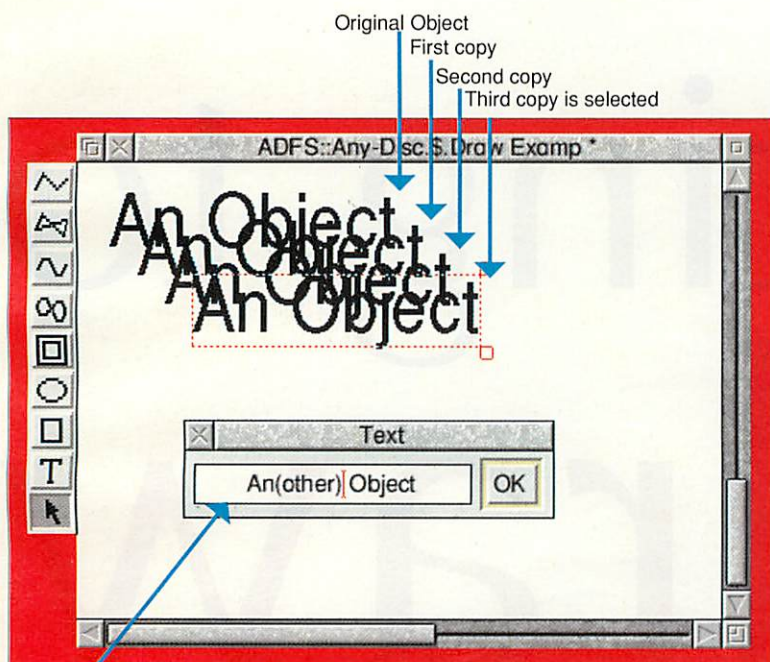 Original Object
First copy
Second copy
Third copy is selected
ADFS::Any-Disc.$.Draw Examp *
An Object
An Object
An Object
An Object
Text
An(other) Object
OK
T